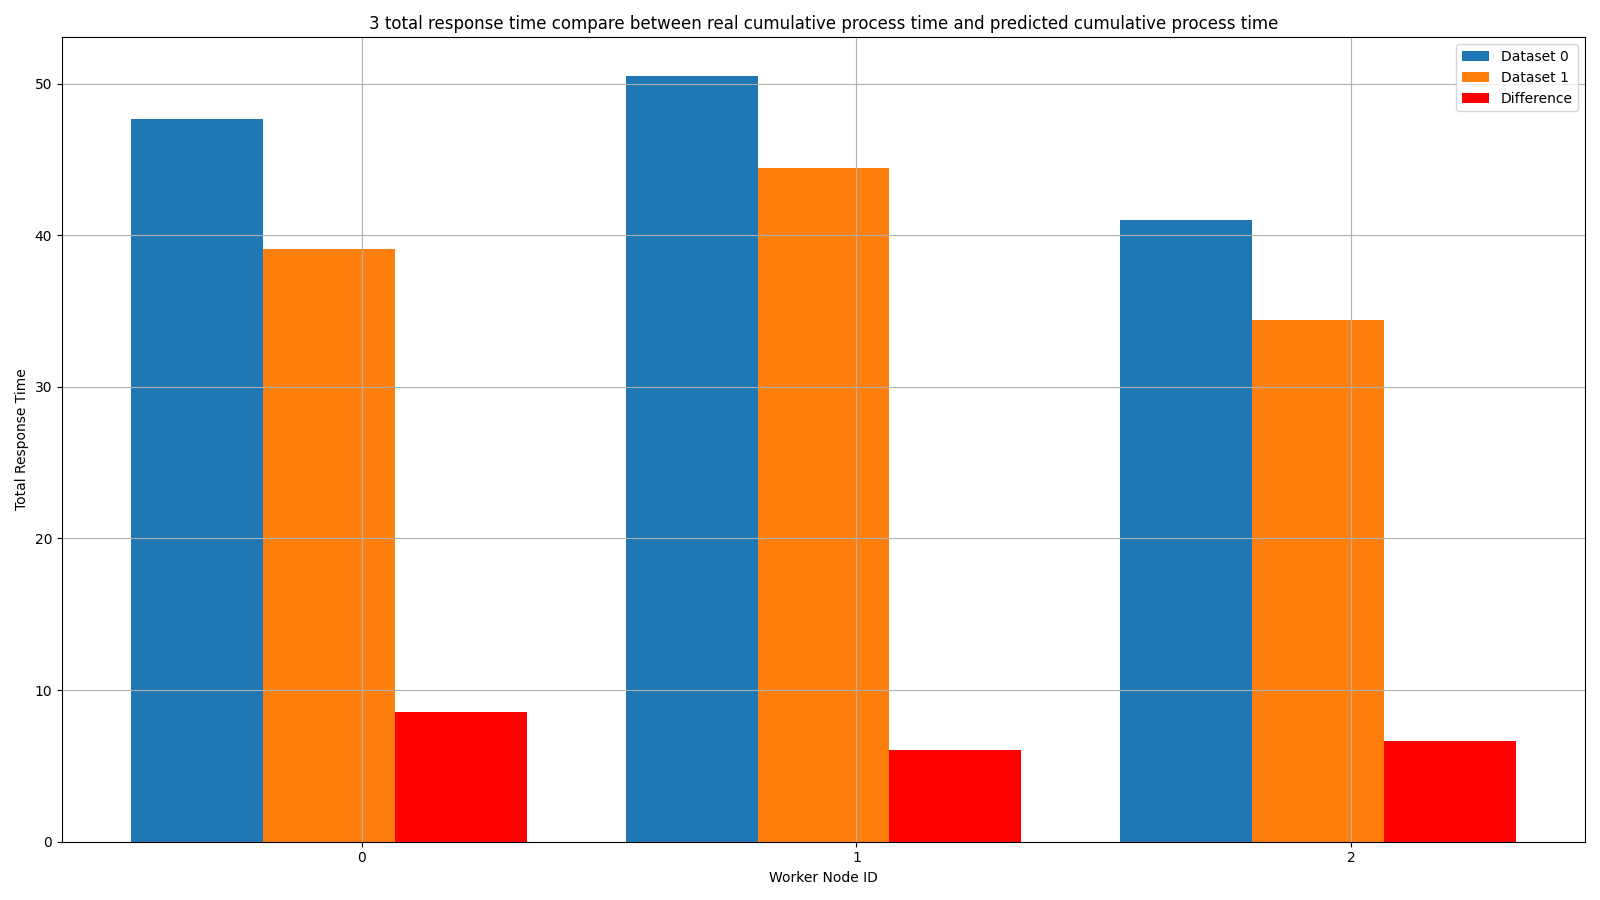 3 total response time compare between real cumulative process time and predicted cumulative process time
Dataset 0
Dataset 1
Difference
Total Response Time
50
40
30
20
10
0
0 1 2
Worker Node ID